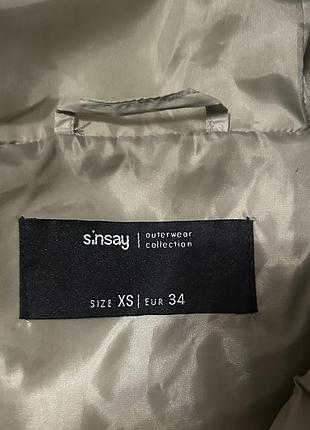 sinsay | outerwear
collection
SIZE XS | EUR 34